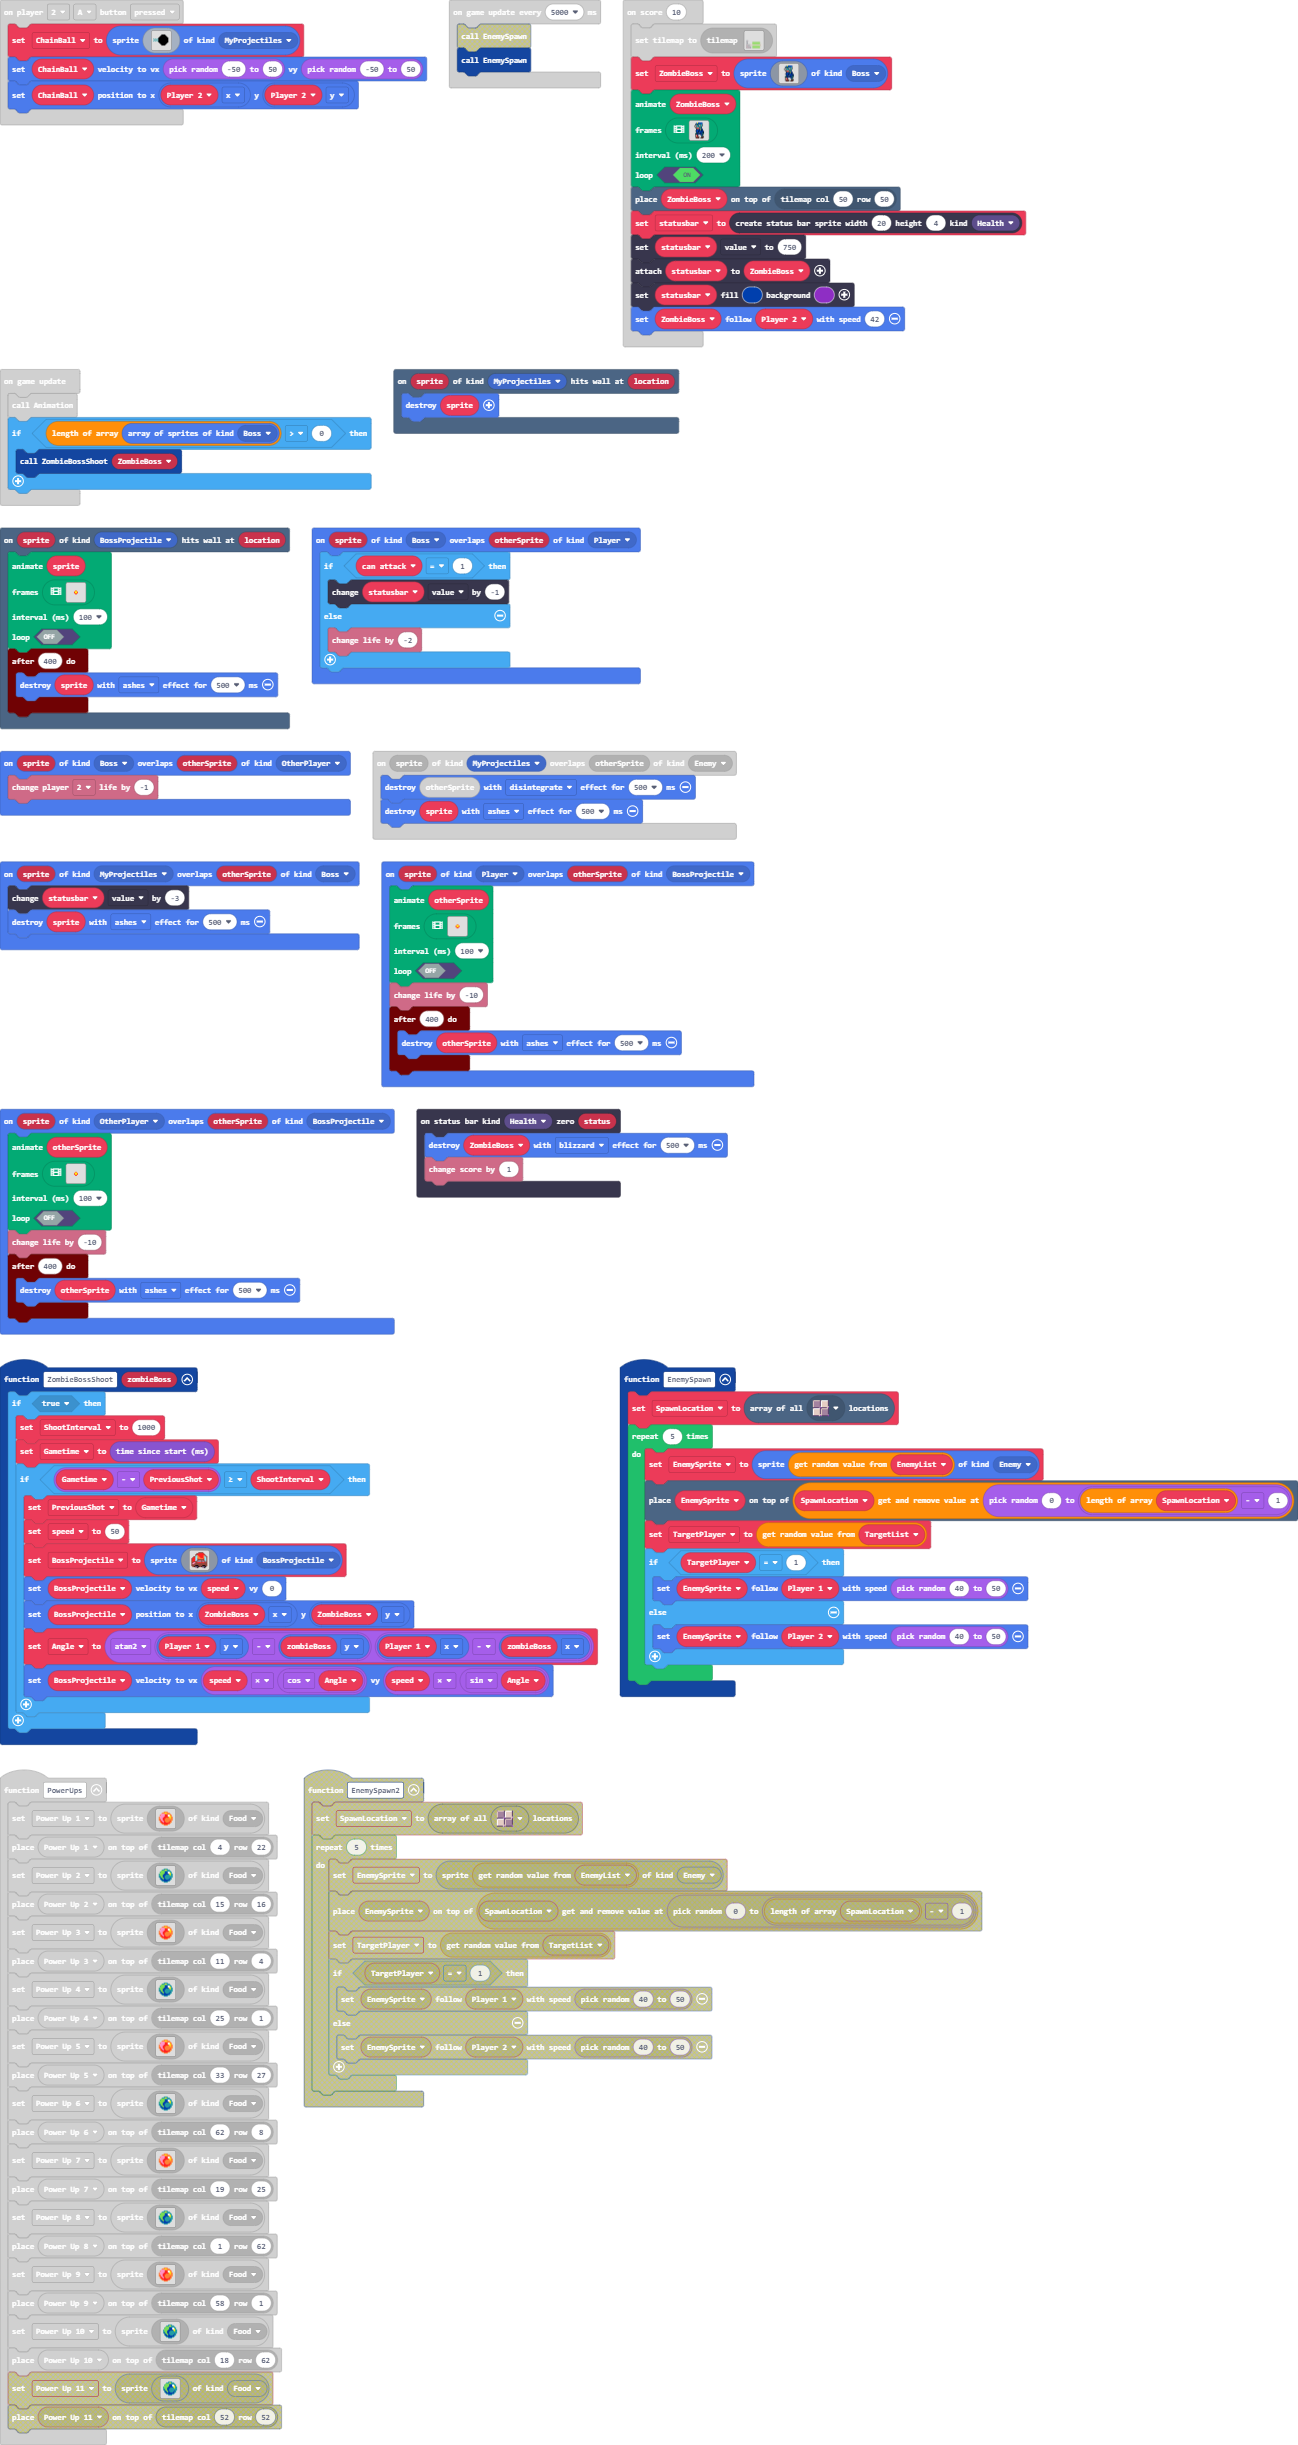 on player 2 A button pressed
set ChainBall to sprite of kind MyProjectiles
set ChainBall velocity to vx pick random -50 to 50 vy pick random -50 to 50
set ChainBall position to x Player 2 x y Player 2 y
on game update every 5000 ms
call EnemySpawn
call EnemySpawn
on score 10
set tilemap to tilemap
set ZombieBoss to sprite of kind Boss
animate ZombieBoss
frames
interval (ms) 200
loop ON
place ZombieBoss on top of tilemap col 50 row 50
set statusbar to create status bar sprite width 20 height 4 kind Health
set statusbar value to 750
attach statusbar to ZombieBoss
set statusbar fill background
set ZombieBoss follow Player 2 with speed 42
on game update
call Animation
if length of array array of sprites of kind Boss > 0 then
call ZombieBossShoot ZombieBoss
on sprite of kind MyProjectiles hits wall at location
destroy sprite
on sprite of kind BossProjectile hits wall at location
animate sprite
frames
interval (ms) 100
loop OFF
after 400 do
destroy sprite with ashes effect for 500 ms
on sprite of kind Boss overlaps otherSprite of kind Player
if can attack = 1 then
change statusbar value by -1
else
change life by -2
on sprite of kind Boss overlaps otherSprite of kind OtherPlayer
change player 2 life by -1
on sprite of kind MyProjectiles overlaps otherSprite of kind Enemy
destroy otherSprite with disintegrate effect for 500 ms
destroy sprite with ashes effect for 500 ms
on sprite of kind MyProjectiles overlaps otherSprite of kind Boss
change statusbar value by -3
destroy sprite with ashes effect for 500 ms
on sprite of kind Player overlaps otherSprite of kind BossProjectile
animate otherSprite
frames
interval (ms) 100
loop OFF
change life by -10
after 400 do
destroy otherSprite with ashes effect for 500 ms
on sprite of kind OtherPlayer overlaps otherSprite of kind BossProjectile
animate otherSprite
frames
interval (ms) 100
loop OFF
change life by -10
after 400 do
destroy otherSprite with ashes effect for 500 ms
on status bar kind Health zero status
destroy ZombieBoss with blizzard effect for 500 ms
change score by 1
function ZombieBossShoot zombieBoss
if true then
set ShootInterval to 1000
set Gametime to time since start (ms)
if Gametime - PreviousShot ≥ ShootInterval then
set PreviousShot to Gametime
set speed to 50
set BossProjectile to sprite of kind BossProjectile
set BossProjectile velocity to vx speed vy 0
set BossProjectile position to x ZombieBoss x y ZombieBoss y
set Angle to atan2 Player 1 y - zombieBoss y Player 1 x - zombieBoss x
set BossProjectile velocity to vx speed × cos Angle vy speed × sin Angle
function EnemySpawn
set SpawnLocation to array of all locations
repeat 5 times
do
set EnemySprite to sprite get random value from EnemyList of kind Enemy
place EnemySprite on top of SpawnLocation get and remove value at pick random 0 to length of array SpawnLocation - 1
set TargetPlayer to get random value from TargetList
if TargetPlayer = 1 then
set EnemySprite follow Player 1 with speed pick random 40 to 50
else
set EnemySprite follow Player 2 with speed pick random 40 to 50
function PowerUps
set Power Up 1 to sprite of kind Food
place Power Up 1 on top of tilemap col 4 row 22
set Power Up 2 to sprite of kind Food
place Power Up 2 on top of tilemap col 15 row 16
set Power Up 3 to sprite of kind Food
place Power Up 3 on top of tilemap col 11 row 4
set Power Up 4 to sprite of kind Food
place Power Up 4 on top of tilemap col 25 row 1
set Power Up 5 to sprite of kind Food
place Power Up 5 on top of tilemap col 33 row 27
set Power Up 6 to sprite of kind Food
place Power Up 6 on top of tilemap col 62 row 8
set Power Up 7 to sprite of kind Food
place Power Up 7 on top of tilemap col 19 row 25
set Power Up 8 to sprite of kind Food
place Power Up 8 on top of tilemap col 1 row 62
set Power Up 9 to sprite of kind Food
place Power Up 9 on top of tilemap col 58 row 1
set Power Up 10 to sprite of kind Food
place Power Up 10 on top of tilemap col 18 row 62
set Power Up 11 to sprite of kind Food
place Power Up 11 on top of tilemap col 52 row 52
function EnemySpawn2
set SpawnLocation to array of all locations
repeat 5 times
do
set EnemySprite to sprite get random value from EnemyList of kind Enemy
place EnemySprite on top of SpawnLocation get and remove value at pick random 0 to length of array SpawnLocation - 1
set TargetPlayer to get random value from TargetList
if TargetPlayer = 1 then
set EnemySprite follow Player 1 with speed pick random 40 to 50
else
set EnemySprite follow Player 2 with speed pick random 40 to 50